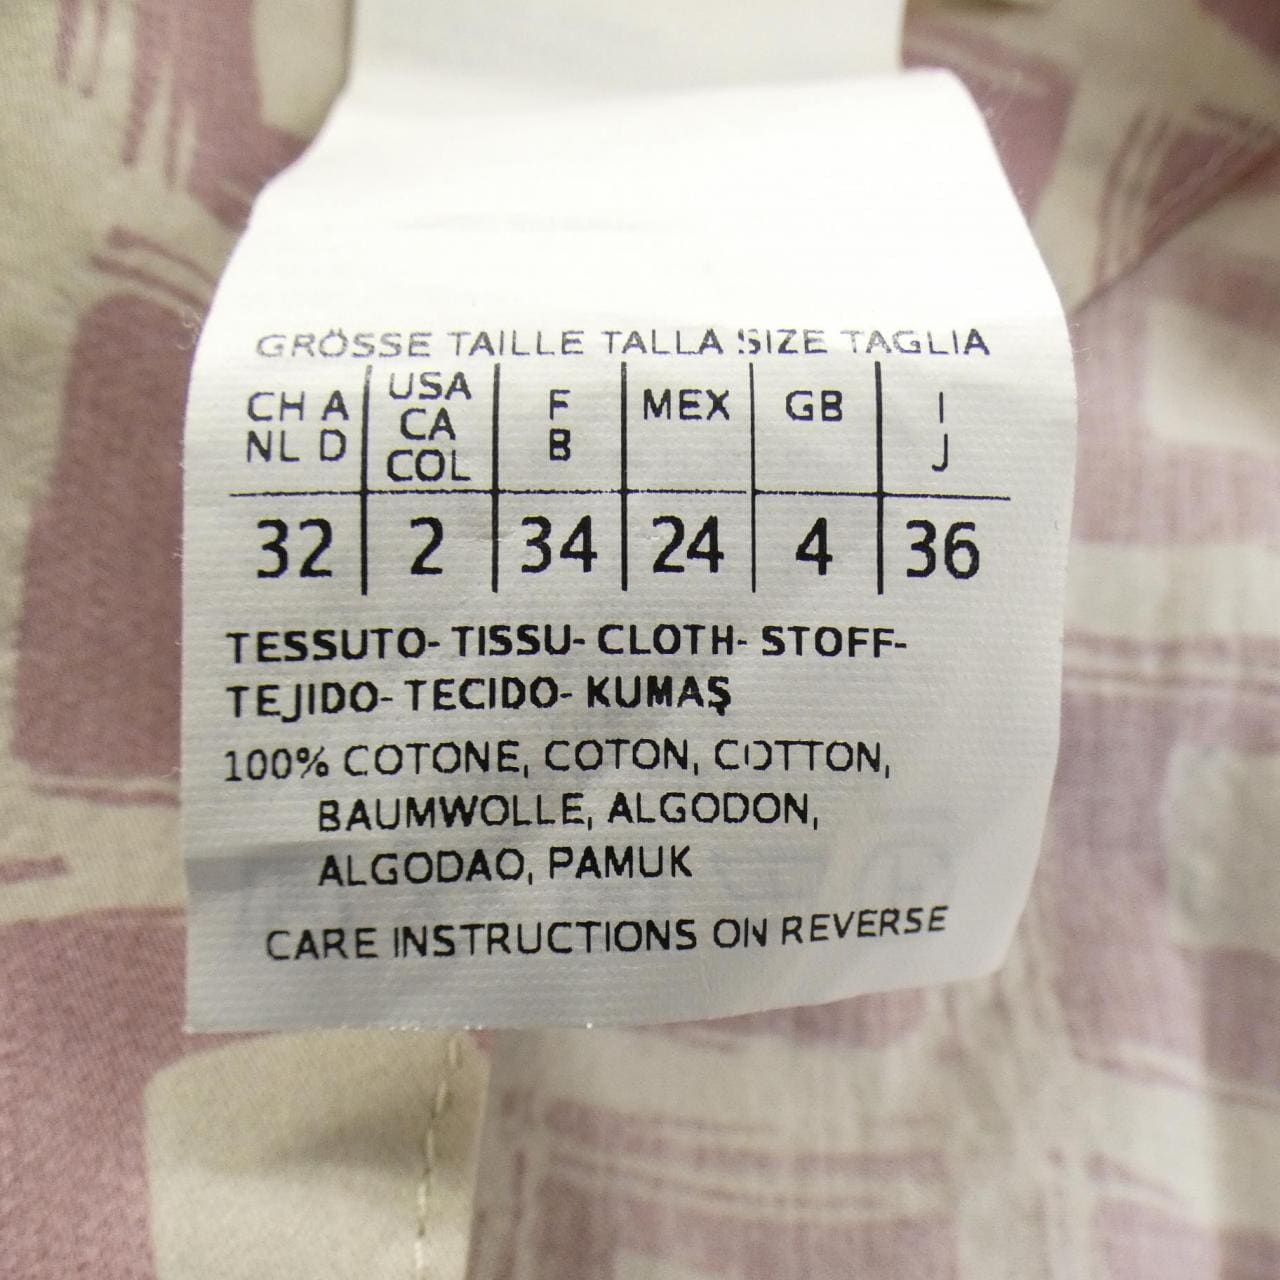 GRÖSSE TAILLE TALLA SIZE TAGLIA
CH A USA F MEX GB I
NL D CA B J
COL
32 2 34 24 4 36
TESSUTO- TISSU- CLOTH- STOFF-
TEJIDO- TECIDO- KUMAŞ
100% COTONE, COTON, COTTON,
BAUMWOLLE, ALGODON,
ALGODAO, PAMUK
CARE INSTRUCTIONS ON REVERSE